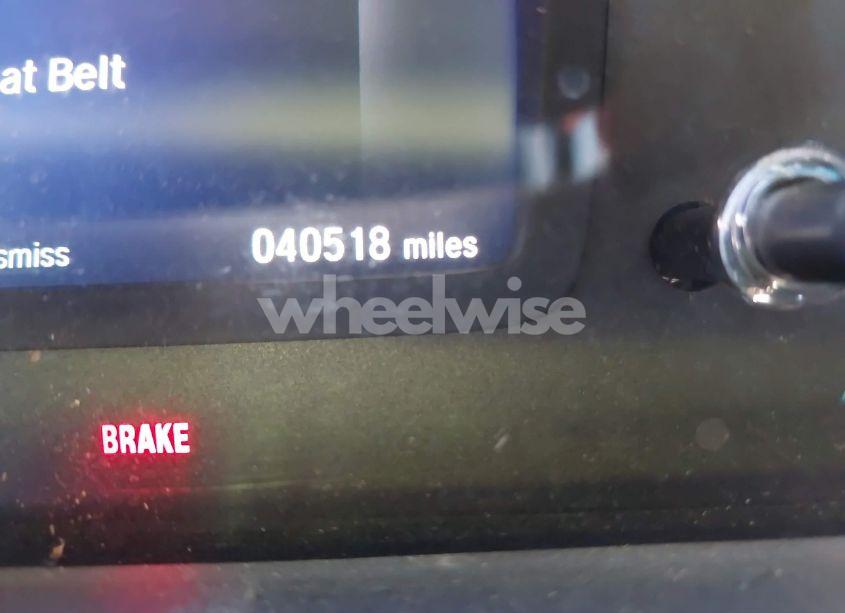 at Belt
smiss
040518 miles
wheelwise
BRAKE